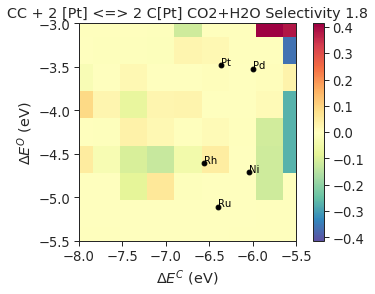 CC + 2 [Pt] <=> 2 C[Pt] CO2+H2O Selectivity 1.8
−3.0
−3.5
−4.0
−4.5
−5.0
−5.5
ΔE^O (eV)
Pt
Pd
Rh
Ni
Ru
−8.0 −7.5 −7.0 −6.5 −6.0 −5.5
ΔE^C (eV)
0.4
0.3
0.2
0.1
0.0
−0.1
−0.2
−0.3
−0.4